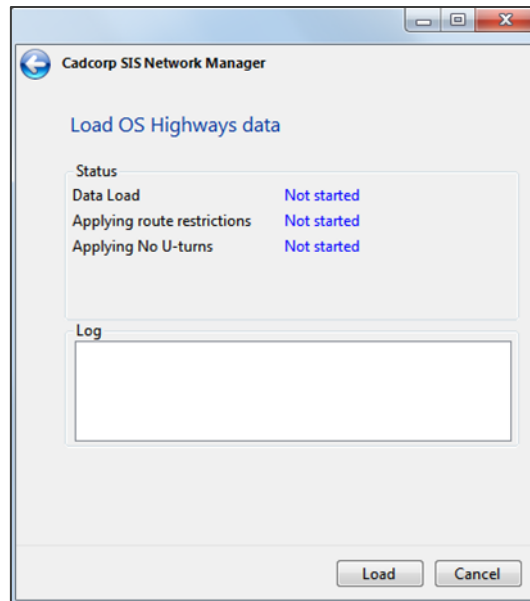 Cadcorp SIS Network Manager
Load OS Highways data
Status
Data Load Not started
Applying route restrictions Not started
Applying No U-turns Not started
Log
Load Cancel